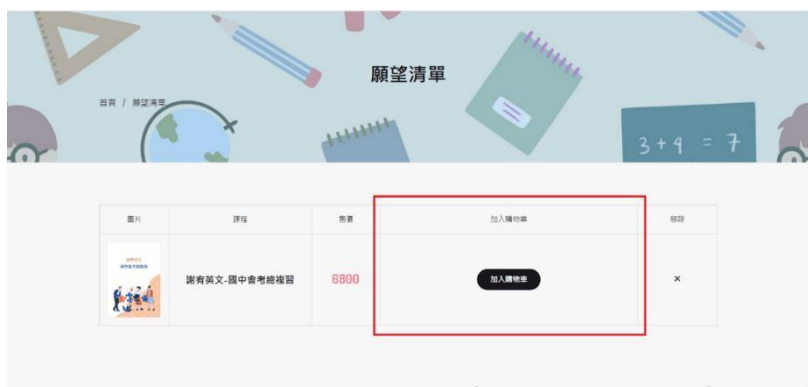 願望清單
首頁 / 願望清單
3 + 4 = 7
圖片 課程 售價 加入購物車 移除
謝宥英文-國中會考總複習 6800 加入購物車 ×